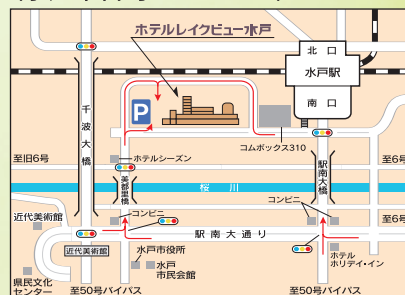 ホテルレイクビュー水戸
北 口
水戸駅
南 口
P
千波大橋
コムボックス310
至旧6号
ホテルシーズン
美都里橋
駅南大橋
至6号
桜 川
コンビニ
コンビニ
近代美術館
至6号
駅 南 大 通 り
近代美術館
水戸市役所
水戸
市民会館
ホテル
ホリデイ・イン
県民文化
センター
至50号バイパス
至50号バイパス